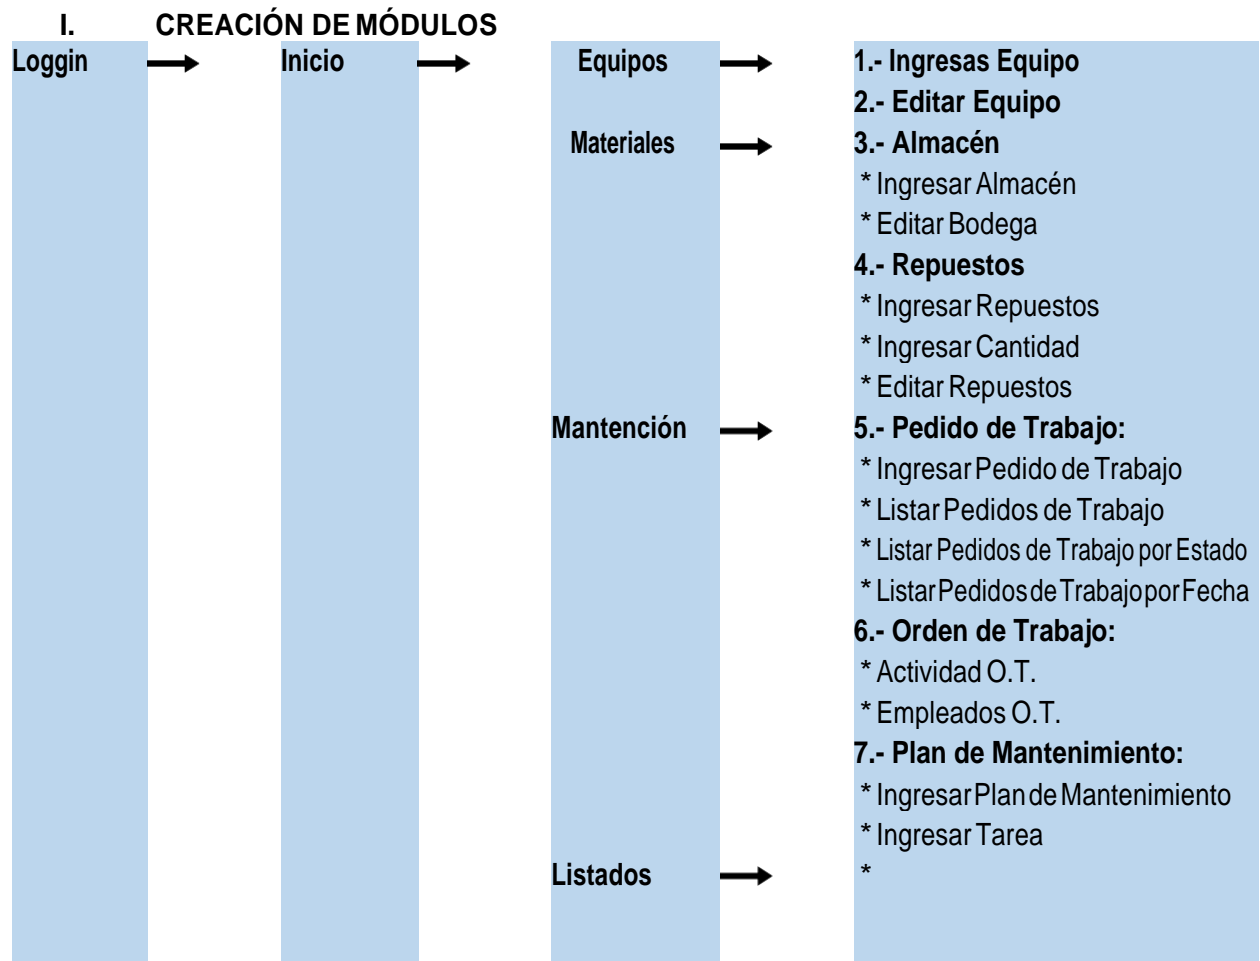 I. CREACIÓN DE MÓDULOS
Loggin Inicio Equipos 1.- Ingresas Equipo
2.- Editar Equipo
Materiales 3.- Almacén
* Ingresar Almacén
* Editar Bodega
4.- Repuestos
* Ingresar Repuestos
* Ingresar Cantidad
* Editar Repuestos
Mantención 5.- Pedido de Trabajo:
* Ingresar Pedido de Trabajo
* Listar Pedidos de Trabajo
* Listar Pedidos de Trabajo por Estado
* Listar Pedidos de Trabajo por Fecha
6.- Orden de Trabajo:
* Actividad O.T.
* Empleados O.T.
7.- Plan de Mantenimiento:
* Ingresar Plan de Mantenimiento
* Ingresar Tarea
Listados *